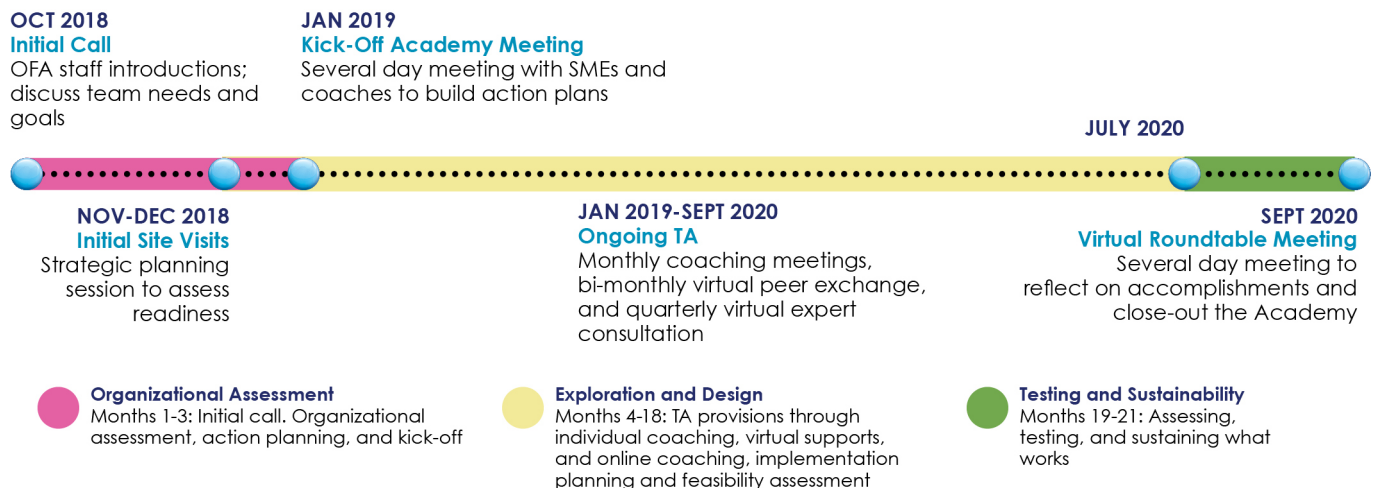 OCT 2018
Initial Call
OFA staff introductions;
discuss team needs and
goals
JAN 2019
Kick-Off Academy Meeting
Several day meeting with SMEs and
coaches to build action plans
JULY 2020
NOV-DEC 2018
Initial Site Visits
Strategic planning
session to assess
readiness
JAN 2019-SEPT 2020
Ongoing TA
Monthly coaching meetings,
bi-monthly virtual peer exchange,
and quarterly virtual expert
consultation
SEPT 2020
Virtual Roundtable Meeting
Several day meeting to
reflect on accomplishments and
close-out the Academy
Organizational Assessment
Months 1-3: Initial call. Organizational
assessment, action planning, and kick-off
Exploration and Design
Months 4-18: TA provisions through
individual coaching, virtual supports,
and online coaching, implementation
planning and feasibility assessment
Testing and Sustainability
Months 19-21: Assessing,
testing, and sustaining what
works